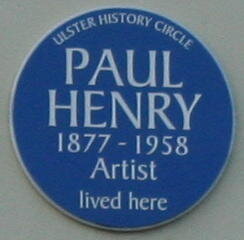 ULSTER HISTORY CIRCLE
PAUL
HENRY
1877 - 1958
Artist
lived here